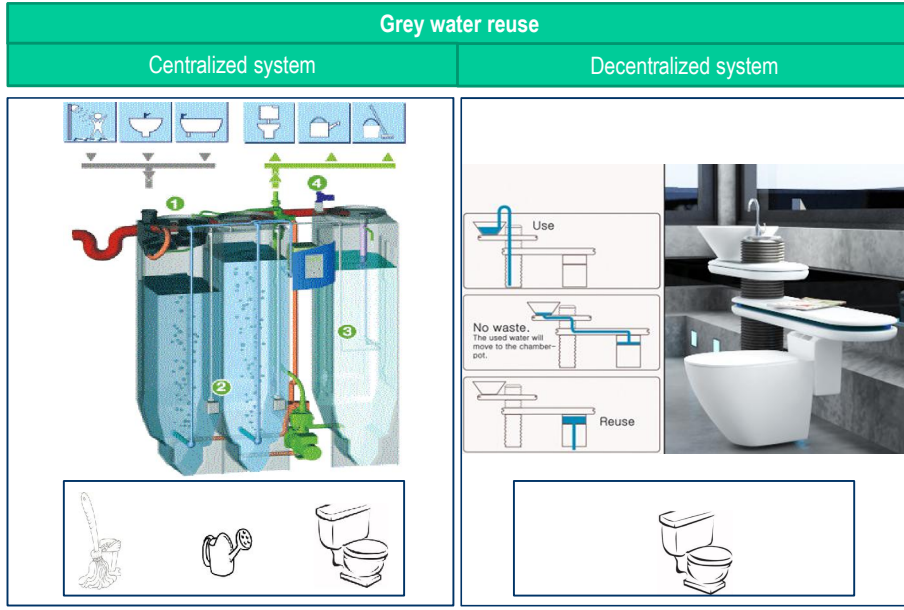 Grey water reuse
Centralized system
Decentralized system
1
4
3
2
Use
No waste.
The used water will
move to the chamber-
pot.
Reuse